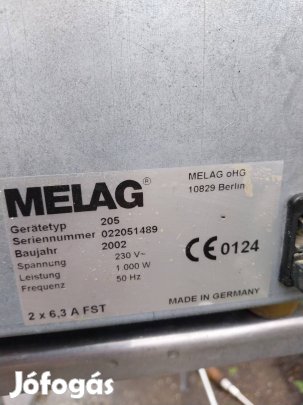 MELAG®
MELAG oHG
10829 Berlin
Gerätetyp 205
Seriennummer 022051489
Baujahr 2002
Spannung 230 V~
Leistung 1 000 W
Frequenz 50 Hz
CE 0124
2 x 6,3 A FST
MADE IN GERMANY
Jófogás